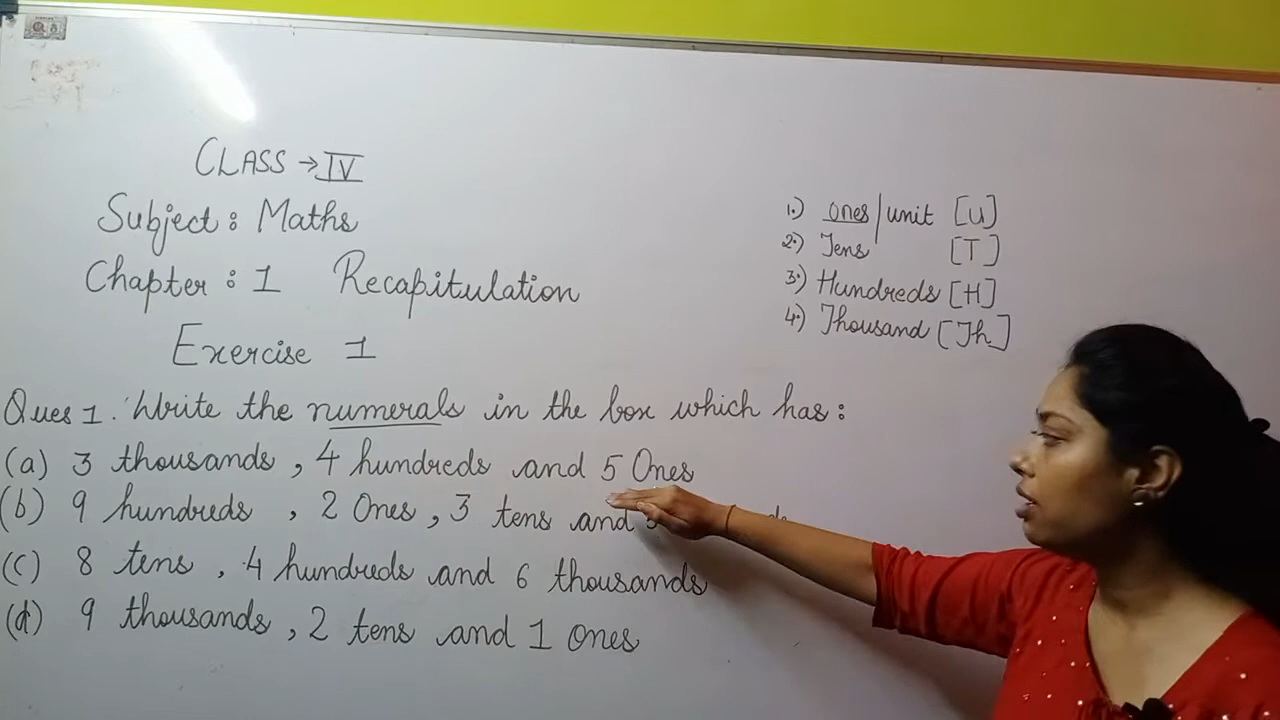 CLASS → IV
Subject : Maths
Chapter : 1 Recapitulation
Exercise 1
1.) ones/unit [U]
2.) Tens [T]
3.) Hundreds [H]
4.) Thousand [Th]
Ques 1. Write the numerals in the box which has :
(a) 3 thousands , 4 hundreds and 5 Ones
(b) 9 hundreds , 2 Ones , 3 tens and
(c) 8 tens , 4 hundreds and 6 thousands
(d) 9 thousands , 2 tens and 1 Ones